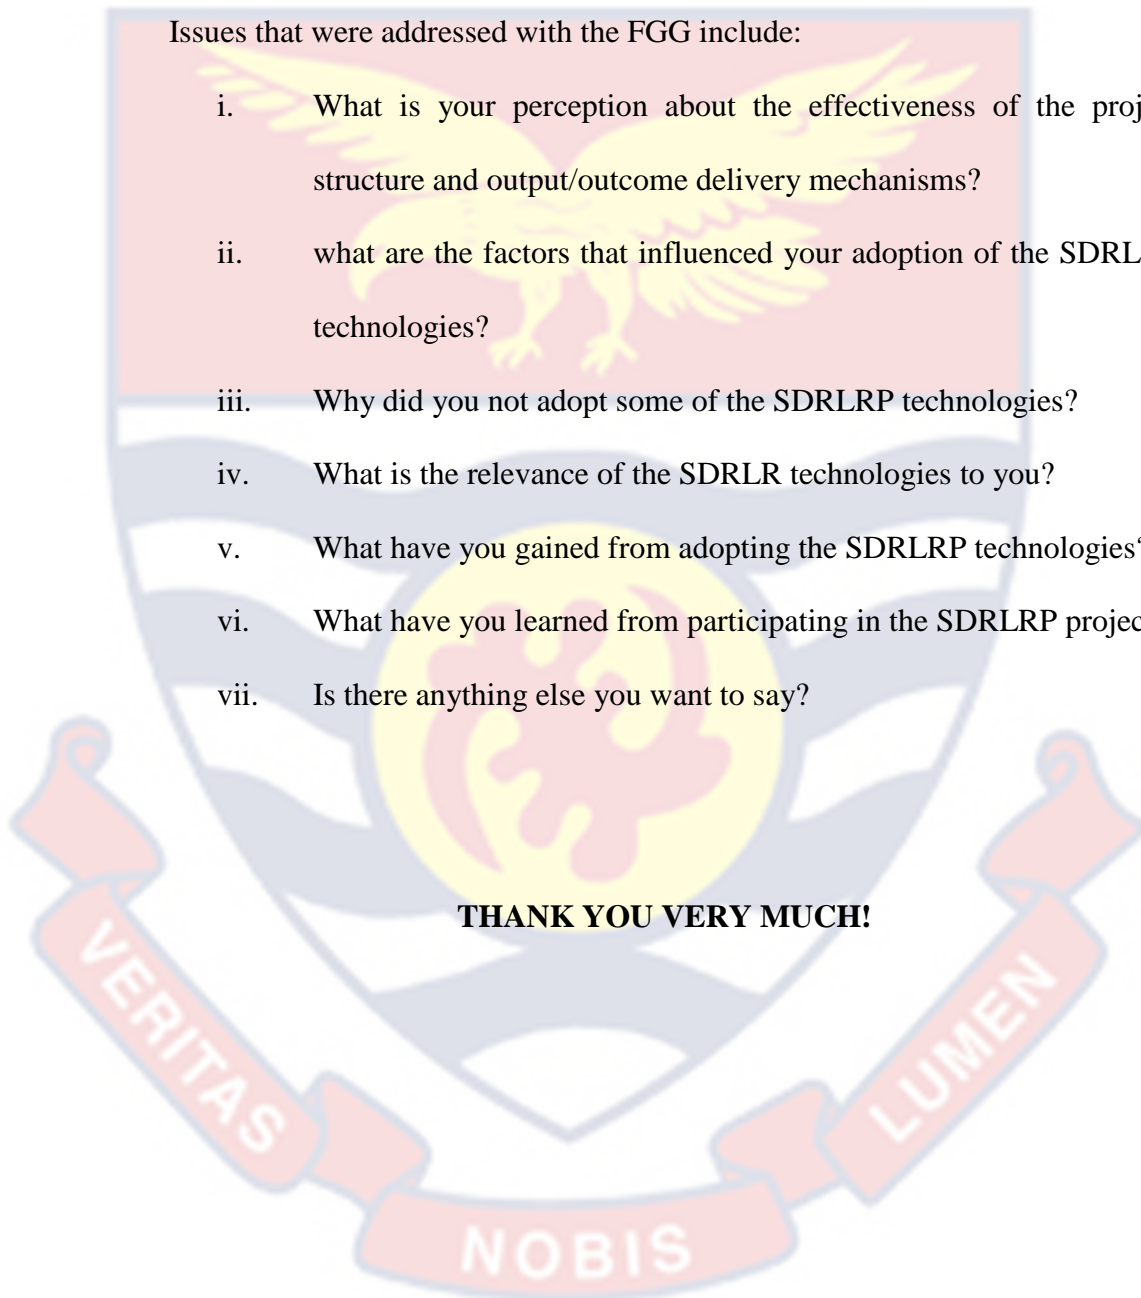 Issues that were addressed with the FGG include:
i. What is your perception about the effectiveness of the proj
structure and output/outcome delivery mechanisms?
ii. what are the factors that influenced your adoption of the SDRL
technologies?
iii. Why did you not adopt some of the SDRLRP technologies?
iv. What is the relevance of the SDRLR technologies to you?
v. What have you gained from adopting the SDRLRP technologies?
vi. What have you learned from participating in the SDRLRP projec
vii. Is there anything else you want to say?
THANK YOU VERY MUCH!
VERITAS
NOBIS
LUMEN